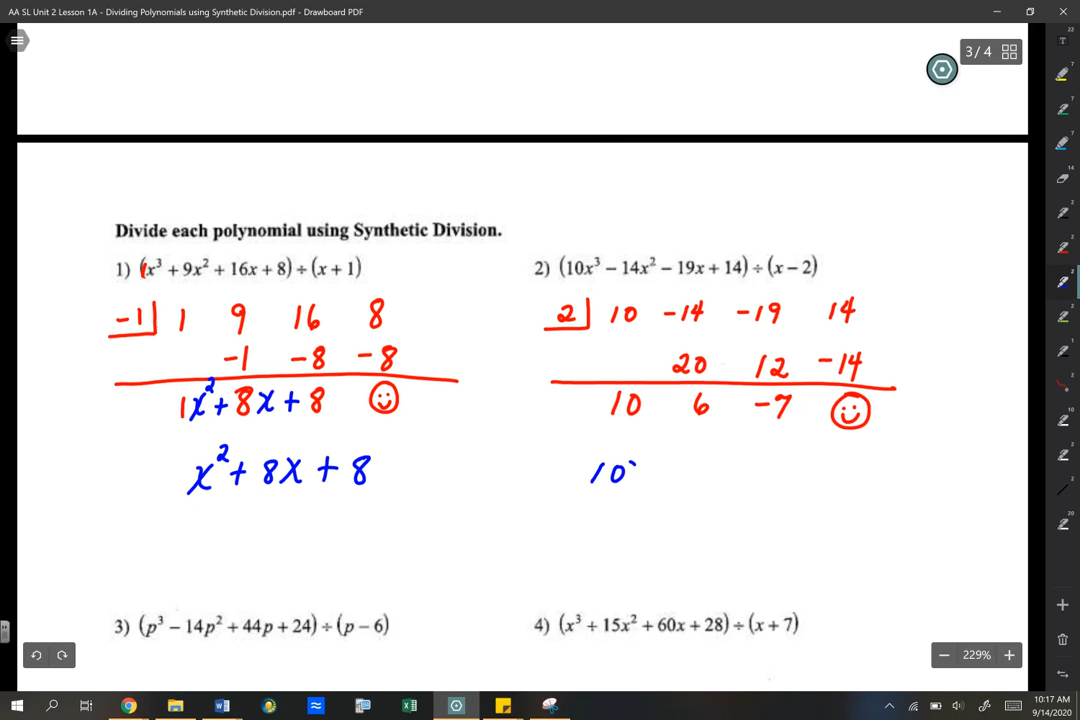 AA SL Unit 2 Lesson 1A - Dividing Polynomials using Synthetic Division.pdf - Drawboard PDF
3 / 4
Divide each polynomial using Synthetic Division.
1) (1x³ + 9x² + 16x + 8) ÷ (x + 1)
-1 | 1 9 16 8
-1 -8 -8
1x² + 8x + 8
x² + 8x + 8
2) (10x³ − 14x² − 19x + 14) ÷ (x − 2)
2 | 10 -14 -19 14
20 12 -14
10 6 -7
10
3) (p³ − 14p² + 44p + 24) ÷ (p − 6)
4) (x³ + 15x² + 60x + 28) ÷ (x + 7)
229%
10:17 AM
9/14/2020